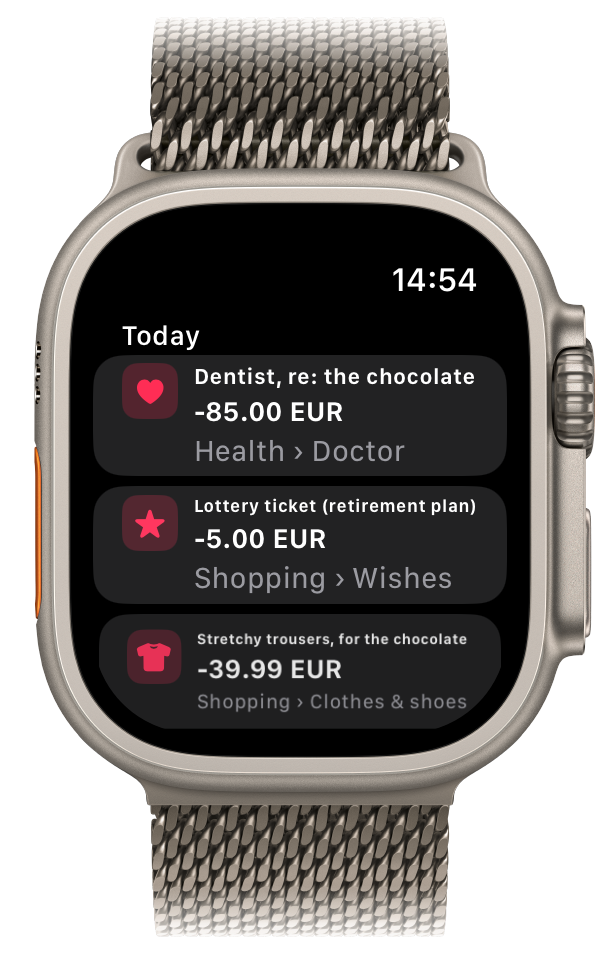 14:54
Today
Dentist, re: the chocolate
-85.00 EUR
Health › Doctor
Lottery ticket (retirement plan)
-5.00 EUR
Shopping › Wishes
Stretchy trousers, for the chocolate
-39.99 EUR
Shopping › Clothes & shoes